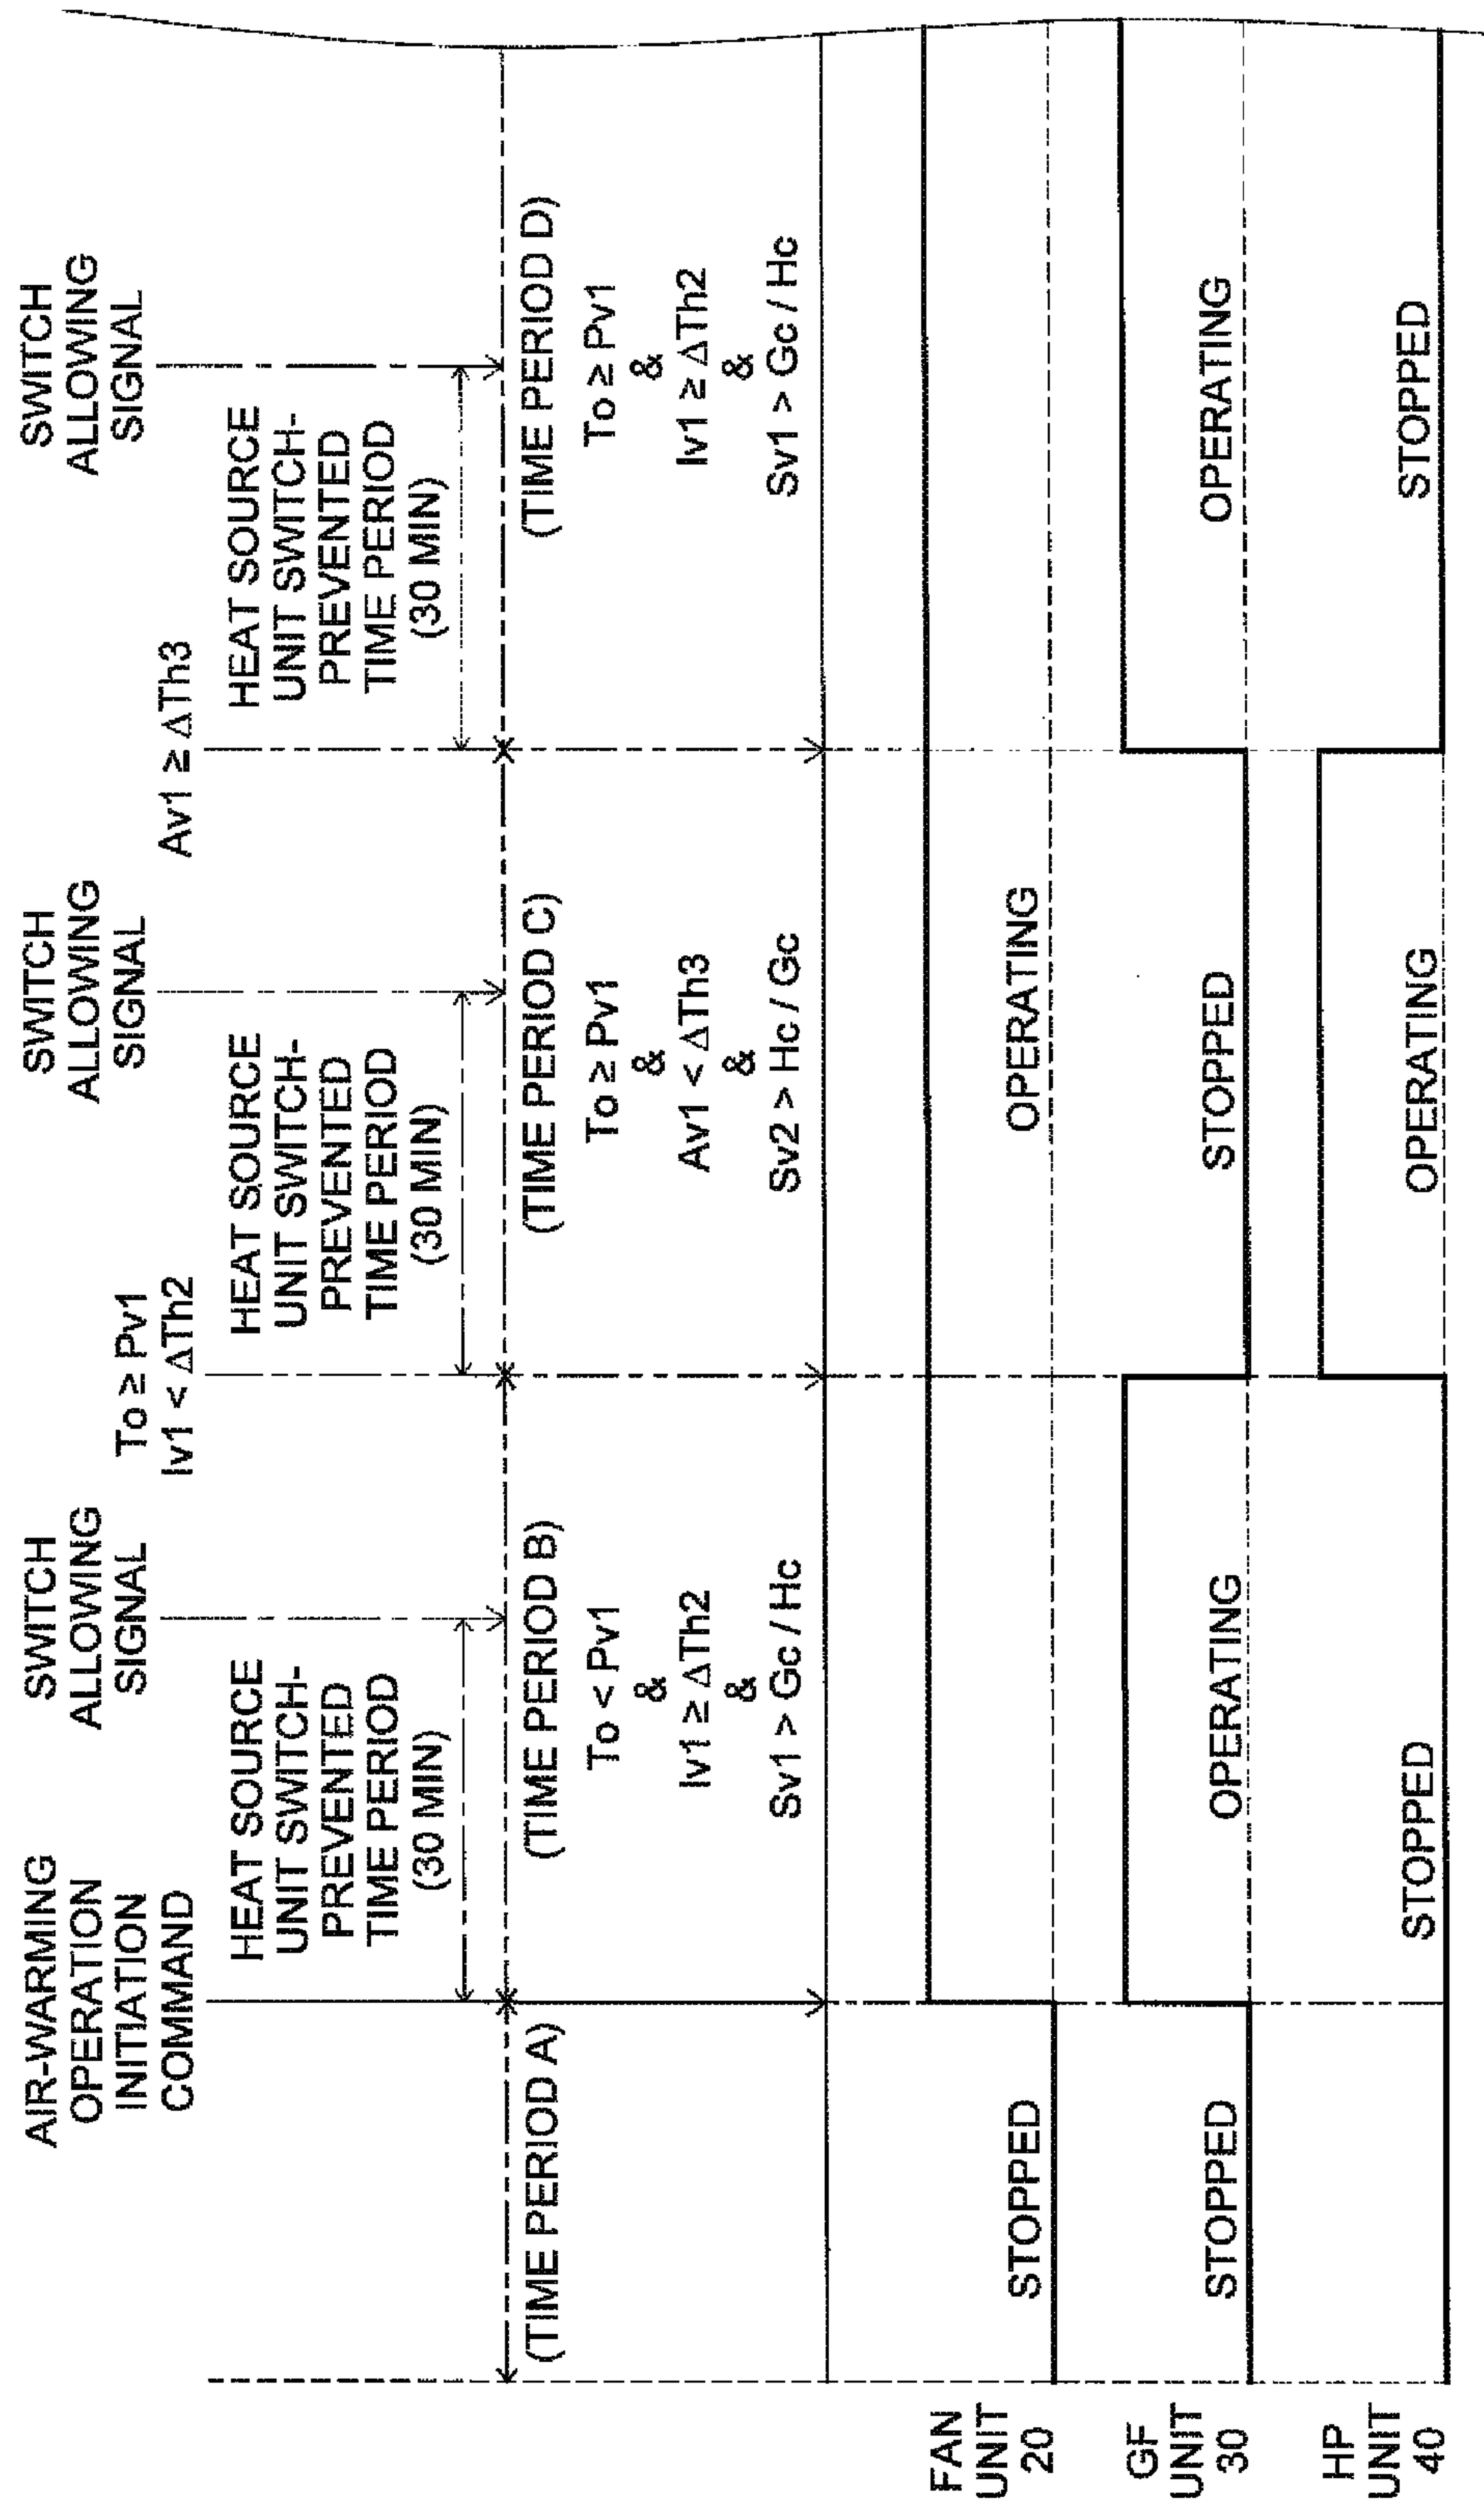 AIR-WARMING
OPERATION
INITIATION
COMMAND
SWITCH
ALLOWING
SIGNAL
To ≥ Pv1
Iv1 < ΔTh2
SWITCH
ALLOWING
SIGNAL
Av1 ≥ ΔTh3
SWITCH
ALLOWING
SIGNAL
HEAT SOURCE
UNIT SWITCH-
PREVENTED
TIME PERIOD
(30 MIN)
HEAT SOURCE
UNIT SWITCH-
PREVENTED
TIME PERIOD
(30 MIN)
HEAT SOURCE
UNIT SWITCH-
PREVENTED
TIME PERIOD
(30 MIN)
(TIME PERIOD A)
(TIME PERIOD B)
To < Pv1
&
Iv1 ≥ ΔTh2
&
Sv1 > Gc / Hc
(TIME PERIOD C)
To ≥ Pv1
&
Av1 < ΔTh3
&
Sv2 > Hc / Gc
(TIME PERIOD D)
To ≥ Pv1
&
Iv1 ≥ ΔTh2
&
Sv1 > Gc / Hc
FAN
UNIT
20
STOPPED
OPERATING
GF
UNIT
30
STOPPED
OPERATING
STOPPED
OPERATING
HP
UNIT
40
STOPPED
OPERATING
STOPPED